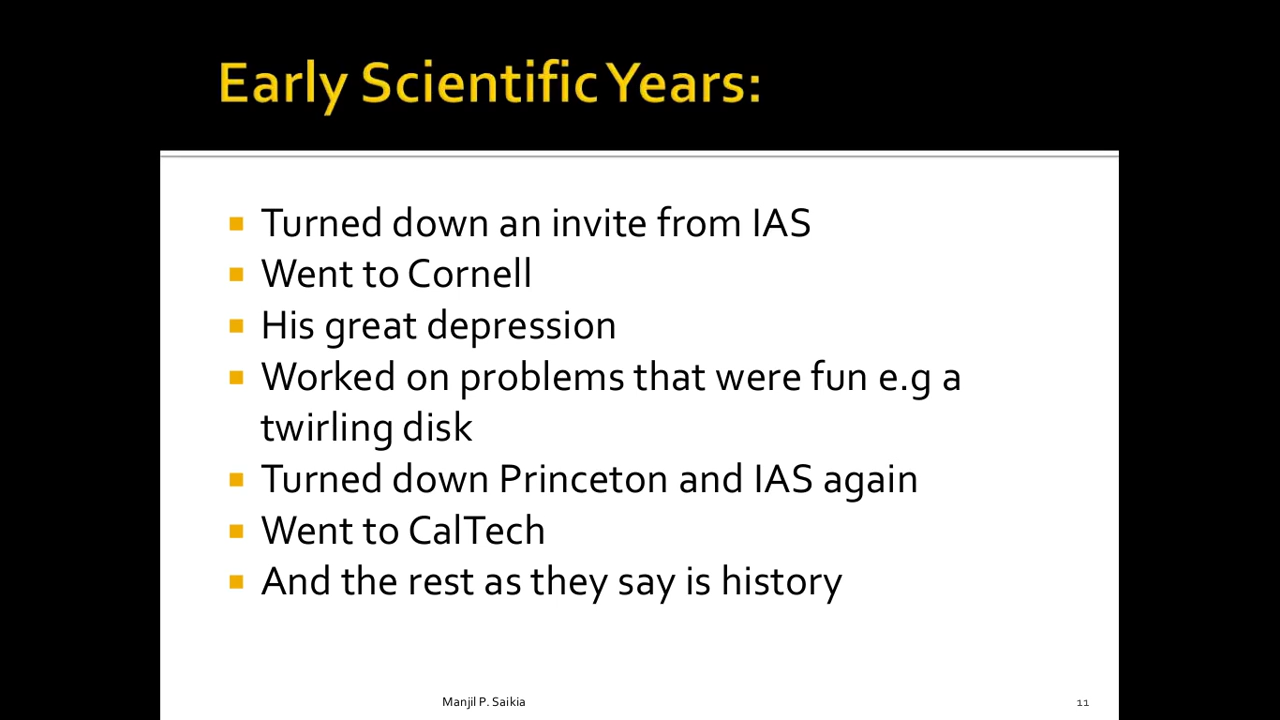 Early Scientific Years:
Turned down an invite from IAS
Went to Cornell
His great depression
Worked on problems that were fun e.g a
twirling disk
Turned down Princeton and IAS again
Went to CalTech
And the rest as they say is history
Manjil P. Saikia
11